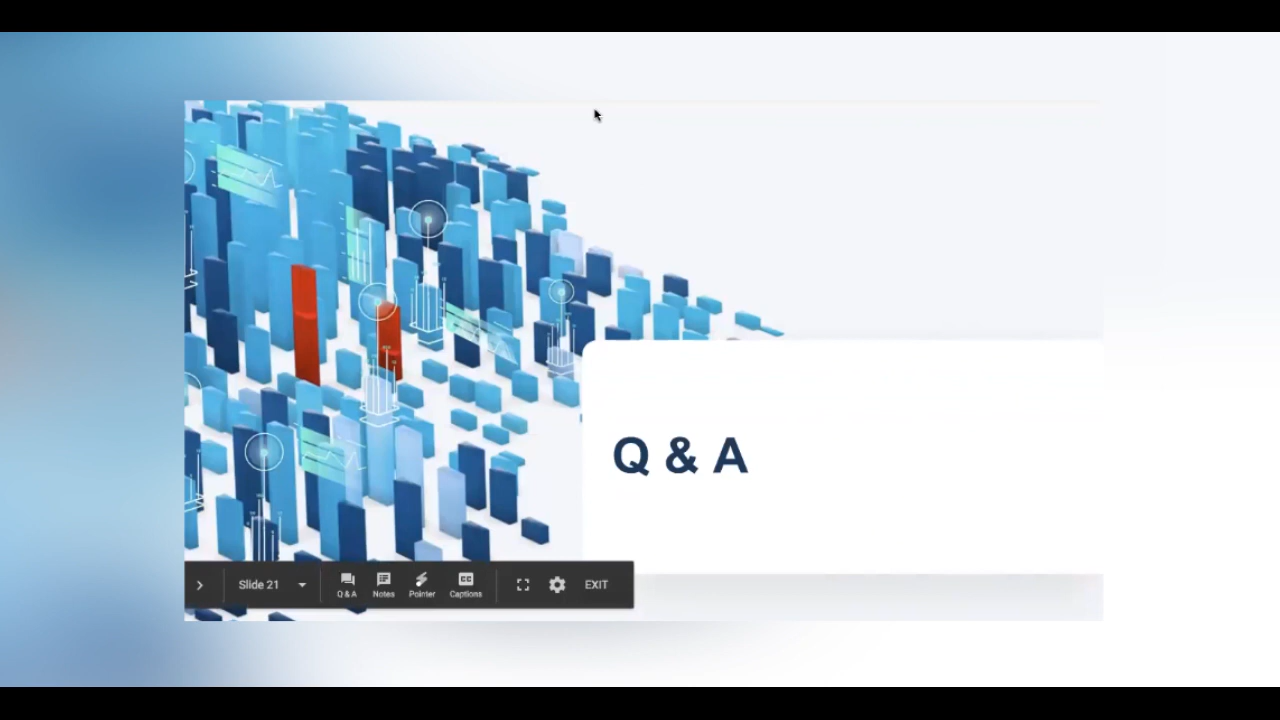 Q & A
Slide 21
Q & A
Notes
Pointer
Captions
EXIT